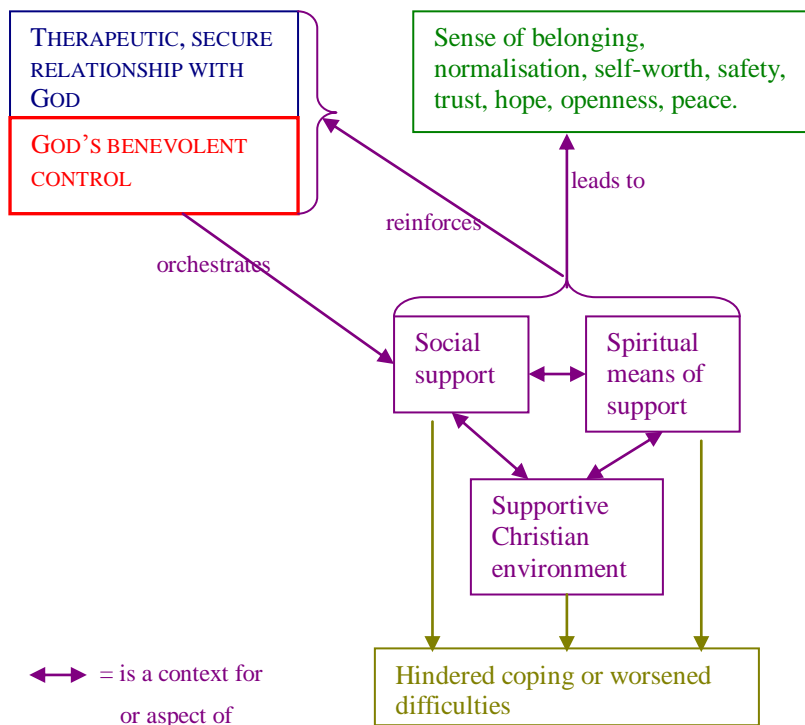 THERAPEUTIC, SECURE
RELATIONSHIP WITH
GOD
GOD’S BENEVOLENT
CONTROL
Sense of belonging,
normalisation, self-worth, safety,
trust, hope, openness, peace.
leads to
reinforces
orchestrates
Social
support
Spiritual
means of
support
Supportive
Christian
environment
Hindered coping or worsened
difficulties
= is a context for
or aspect of